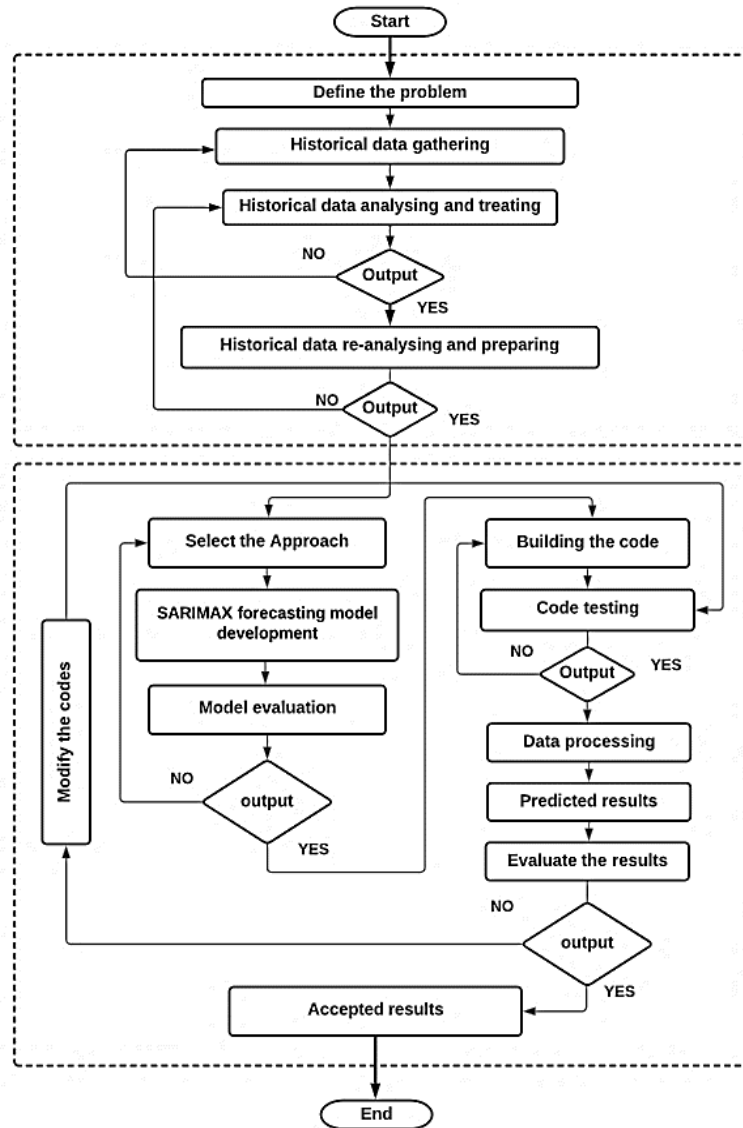 Start
Define the problem
Historical data gathering
Historical data analysing and treating
NO
Output
YES
Historical data re-analysing and preparing
NO
Output
YES
Select the Approach
SARIMAX forecasting model
development
Model evaluation
NO
output
YES
Building the code
Code testing
NO
YES
Output
Data processing
Predicted results
Evaluate the results
NO
output
YES
Modify the codes
Accepted results
End